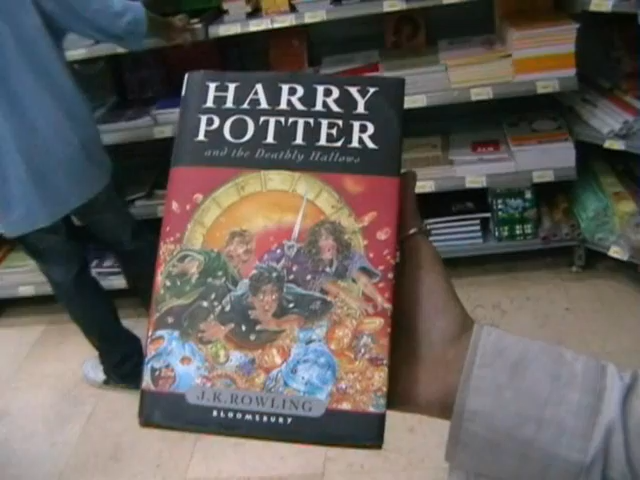 HARRY
POTTER
and the Deathly Hallows
J.K. ROWLING
BLOOMSBURY